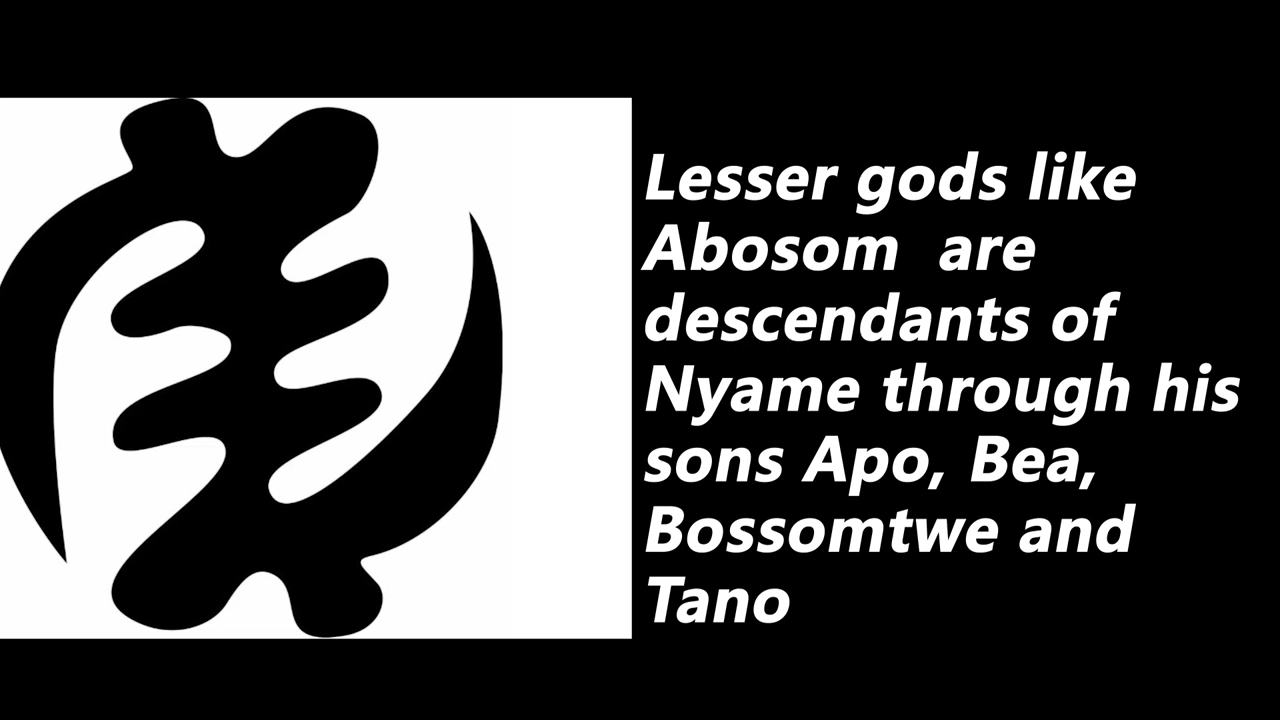 Lesser gods like
Abosom are
descendants of
Nyame through his
sons Apo, Bea,
Bossomtwe and
Tano